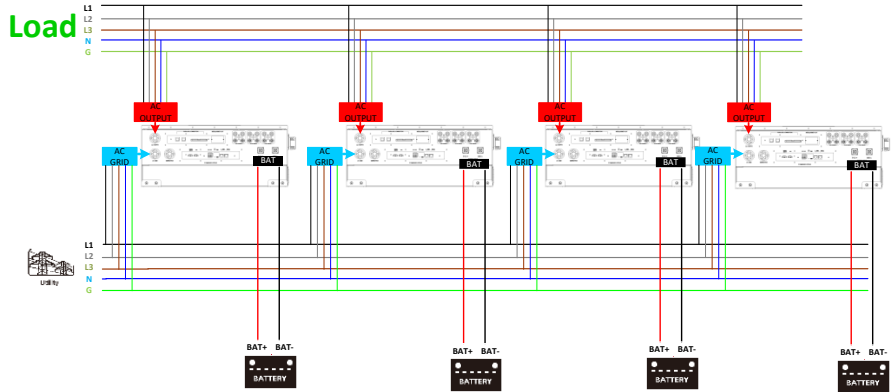 Load
L1
L2
L3
N
G
AC
OUTPUT
AC
OUTPUT
AC
OUTPUT
AC
OUTPUT
AC
GRID
BAT
AC
GRID
BAT
AC
GRID
BAT
AC
GRID
BAT
L1
L2
L3
N
G
Utility
BAT+ BAT-
BATTERY
BAT+ BAT-
BATTERY
BAT+ BAT-
BATTERY
BAT+ BAT-
BATTERY